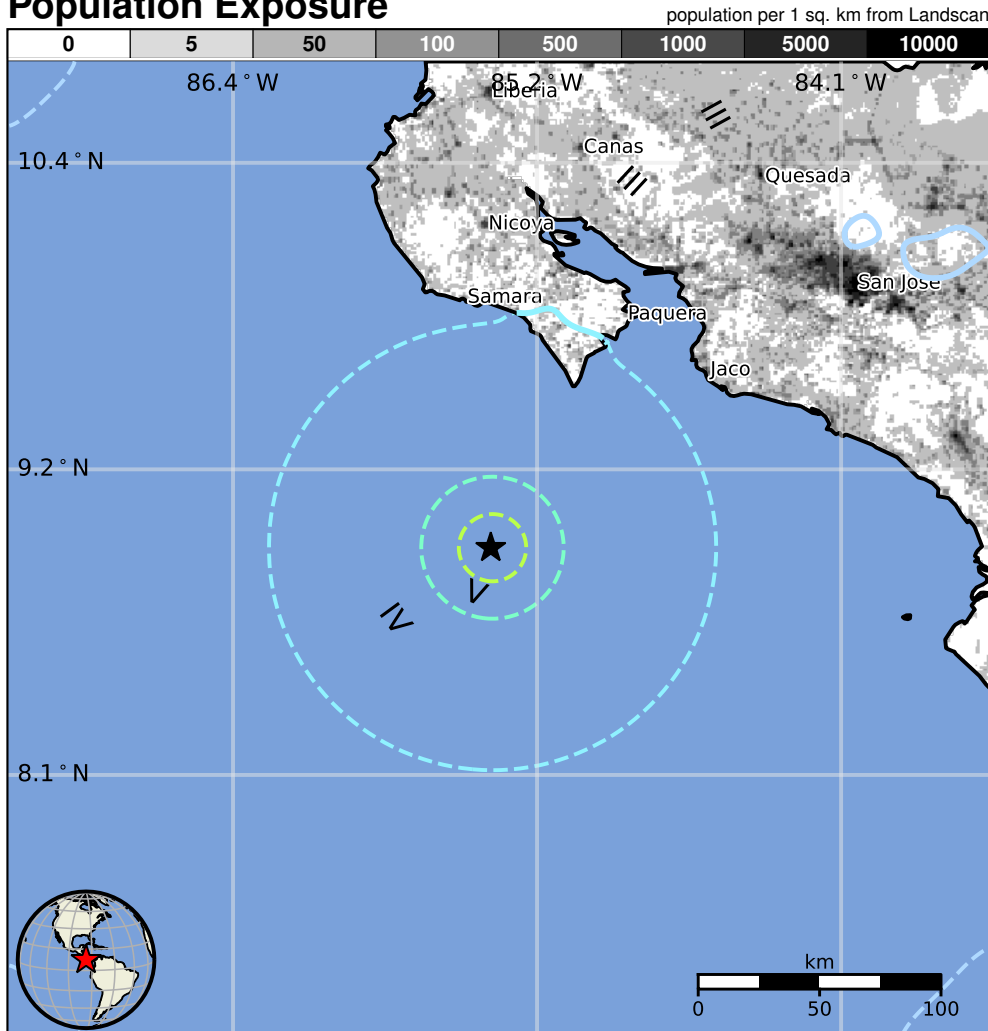 Population Exposure
population per 1 sq. km from Landscan
0 5 50 100 500 1000 5000 10000
86.4°W 85.2°W 84.1°W
Liberia
III
Canas
10.4°N
III
Quesada
Nicoya
San Jose
Samara
Paquera
Jaco
9.2°N
V
IV
8.1°N
km
0 50 100